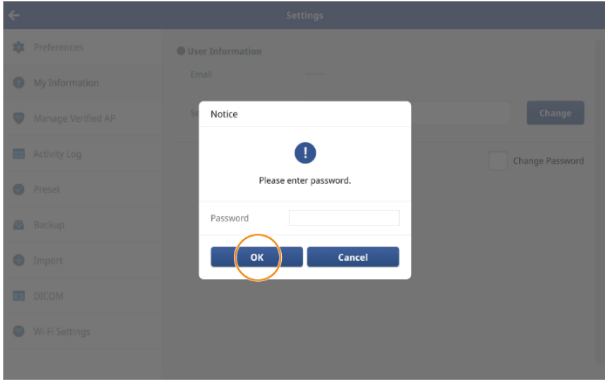 Settings
Preferences
My Information
Manage Verified AP
Activity Log
Preset
Backup
Import
DICOM
Wi-Fi Settings
User Information
Email
Change
Change Password
Notice
Please enter password.
Password
OK
Cancel